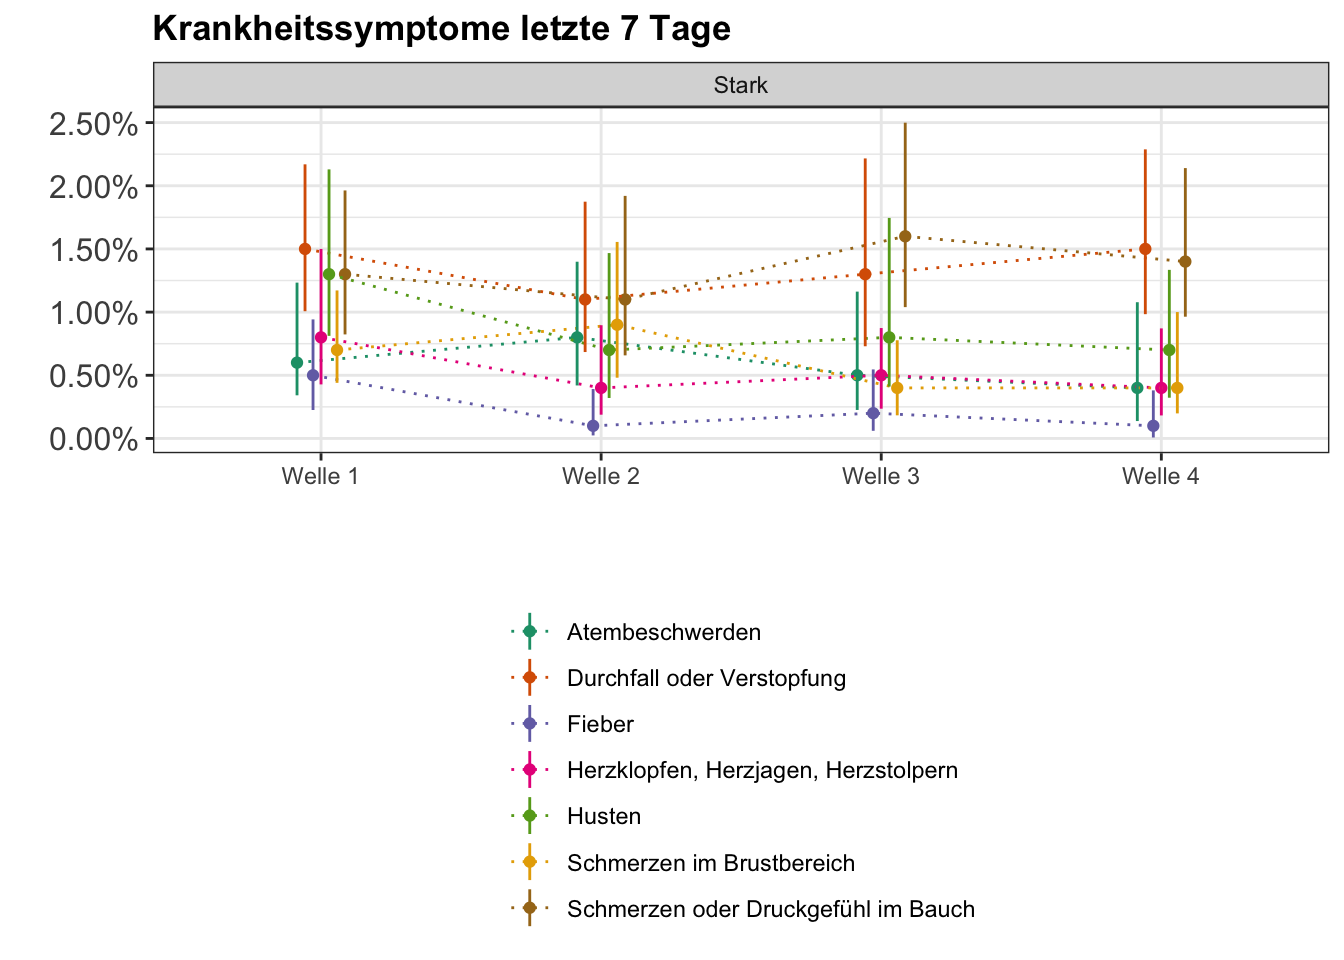 Krankheitssymptome letzte 7 Tage
Stark
2.50%
2.00%
1.50%
1.00%
0.50%
0.00%
Welle 1 Welle 2 Welle 3 Welle 4
Atembeschwerden
Durchfall oder Verstopfung
Fieber
Herzklopfen, Herzjagen, Herzstolpern
Husten
Schmerzen im Brustbereich
Schmerzen oder Druckgefühl im Bauch